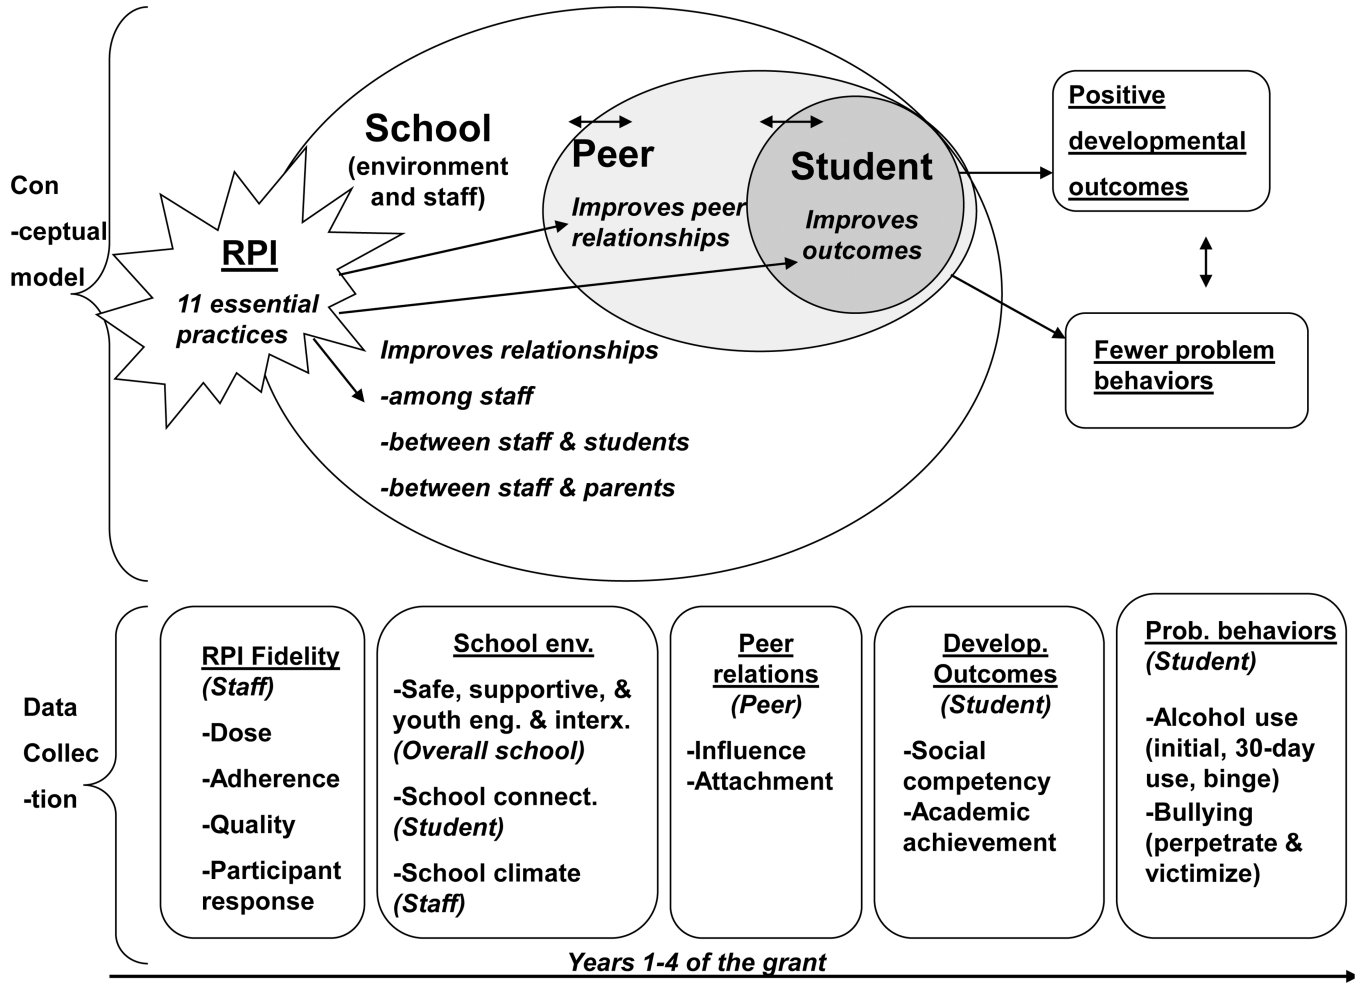 Con
-ceptual
model
School
(environment
and staff)
RPI
11 essential
practices
Peer
Improves peer
relationships
Student
Improves
outcomes
Improves relationships
-among staff
-between staff & students
-between staff & parents
Positive
developmental
outcomes
Fewer problem
behaviors
Data
Collec
-tion
RPI Fidelity
(Staff)
-Dose
-Adherence
-Quality
-Participant
response
School env.
-Safe, supportive, &
youth eng. & interx.
(Overall school)
-School connect.
(Student)
-School climate
(Staff)
Peer
relations
(Peer)
-Influence
-Attachment
Develop.
Outcomes
(Student)
-Social
competency
-Academic
achievement
Prob. behaviors
(Student)
-Alcohol use
(initial, 30-day
use, binge)
-Bullying
(perpetrate &
victimize)
Years 1-4 of the grant